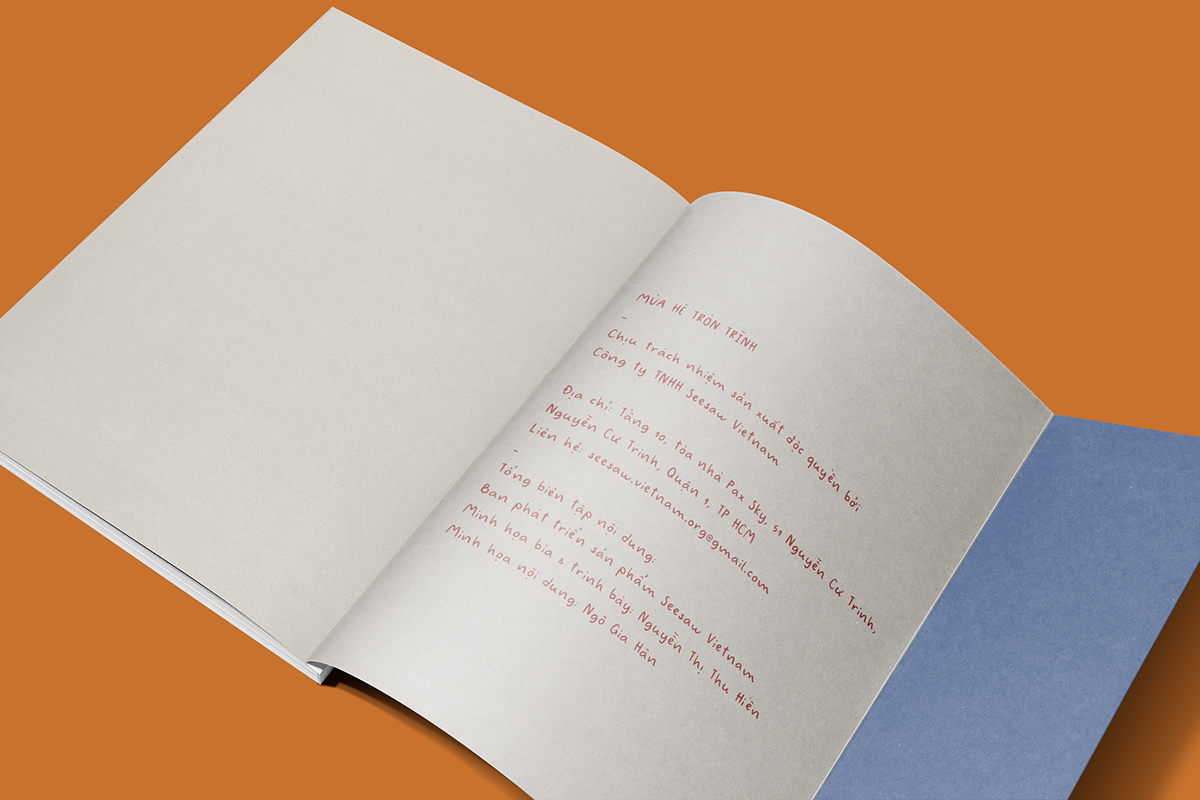 MÙA HÈ TRÒN TRĨNH
-
Chịu trách nhiệm sản xuất độc quyền bởi
Công ty TNHH Seesaw Vietnam
Địa chỉ: Tầng 10, tòa nhà Pax Sky, 51 Nguyễn Cư Trinh,
Nguyễn Cư Trinh, Quận 1, TP HCM
Liên hệ: seesaw.vietnam.org@gmail.com
-
Tổng biên tập nội dung:
Ban phát triển sản phẩm Seesaw Vietnam
Minh họa bìa & trình bày: Nguyễn Thị Thu Hiền
Minh họa nội dung: Ngô Gia Hân